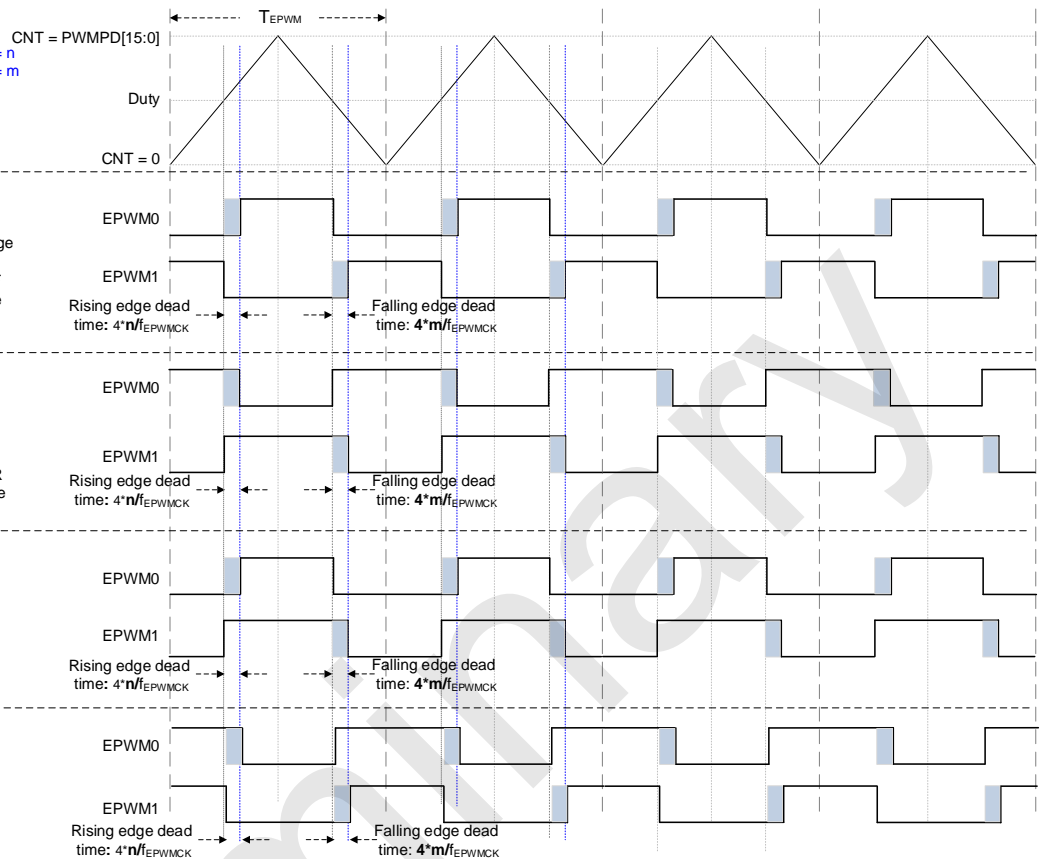 TEPWM
CNT = PWMPD[15:0]
= n
= m
Duty
CNT = 0
EPWM0
EPWM1
Rising edge dead
time: 4*n/fEPWMCK
Falling edge dead
time: 4*m/fEPWMCK
EPWM0
EPWM1
Rising edge dead
time: 4*n/fEPWMCK
Falling edge dead
time: 4*m/fEPWMCK
EPWM0
EPWM1
Rising edge dead
time: 4*n/fEPWMCK
Falling edge dead
time: 4*m/fEPWMCK
EPWM0
EPWM1
Rising edge dead
time: 4*n/fEPWMCK
Falling edge dead
time: 4*m/fEPWMCK
minary